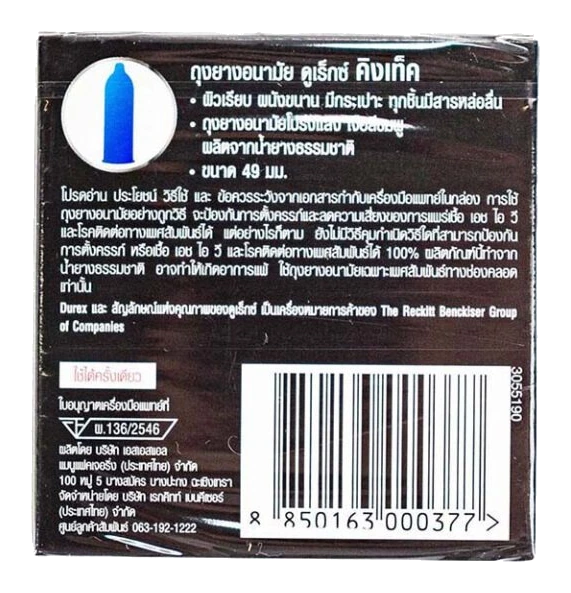 ถุงยางอนามัย ดูเร็กซ์ คิงเท็ค
• ผิวเรียบ ผนังขนาน มีกระเปาะ ทุกชิ้นมีสารหล่อลื่น
• ถุงยางอนามัยโปร่งแสง
ผลิตจากน้ำยางธรรมชาติ
• ขนาด 49 มม.
โปรดอ่าน ประโยชน์ วิธีใช้ และ ข้อควรระวังจากเอกสารกำกับเครื่องมือแพทย์ในกล่อง การใช้
ถุงยางอนามัยอย่างถูกวิธี จะป้องกันการตั้งครรภ์และลดความเสี่ยงของการแพร่เชื้อ เอช ไอ วี
และโรคติดต่อทางเพศสัมพันธ์ได้ แต่อย่างไรก็ตาม ยังไม่มีวิธีคุมกำเนิดวิธีใดที่สามารถป้องกัน
การตั้งครรภ์ หรือเชื้อ เอช ไอ วี และโรคติดต่อทางเพศสัมพันธ์ได้ 100% ผลิตภัณฑ์นี้ทำจาก
น้ำยางธรรมชาติ อาจทำให้เกิดอาการแพ้ ใช้ถุงยางอนามัยเฉพาะเพศสัมพันธ์ทางช่องคลอด
เท่านั้น
Durex และ สัญลักษณ์แห่งคุณภาพของดูเร็กซ์ เป็นเครื่องหมายการค้าของ The Reckitt Benckiser Group
of Companies
ใช้ได้ครั้งเดียว
ใบอนุญาตเครื่องมือแพทย์ที่
ผ.136/2546
ผลิตโดย บริษัท เอสเอสแอล
แมนูแฟคเจอริ่ง (ประเทศไทย) จำกัด
100 หมู่ 5 บางสมัคร บางปะกง ฉะเชิงเทรา
จัดจำหน่ายโดย บริษัท เรกคิทท์ เบนคีเซอร์
(ประเทศไทย) จำกัด
ศูนย์ลูกค้าสัมพันธ์ 063-192-1222
3055190
8 850163 000377 >